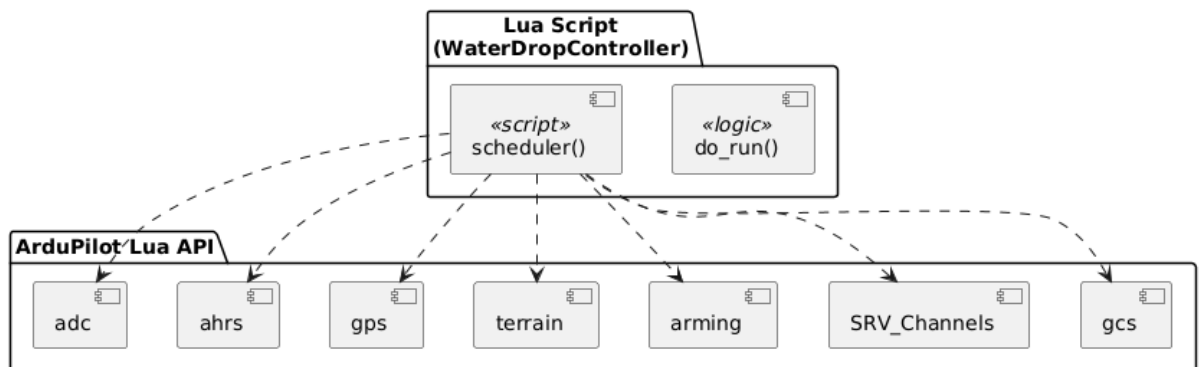 Lua Script
(WaterDropController)
«script»
scheduler()
«logic»
do_run()
ArduPilot Lua API
adc
ahrs
gps
terrain
arming
SRV_Channels
gcs